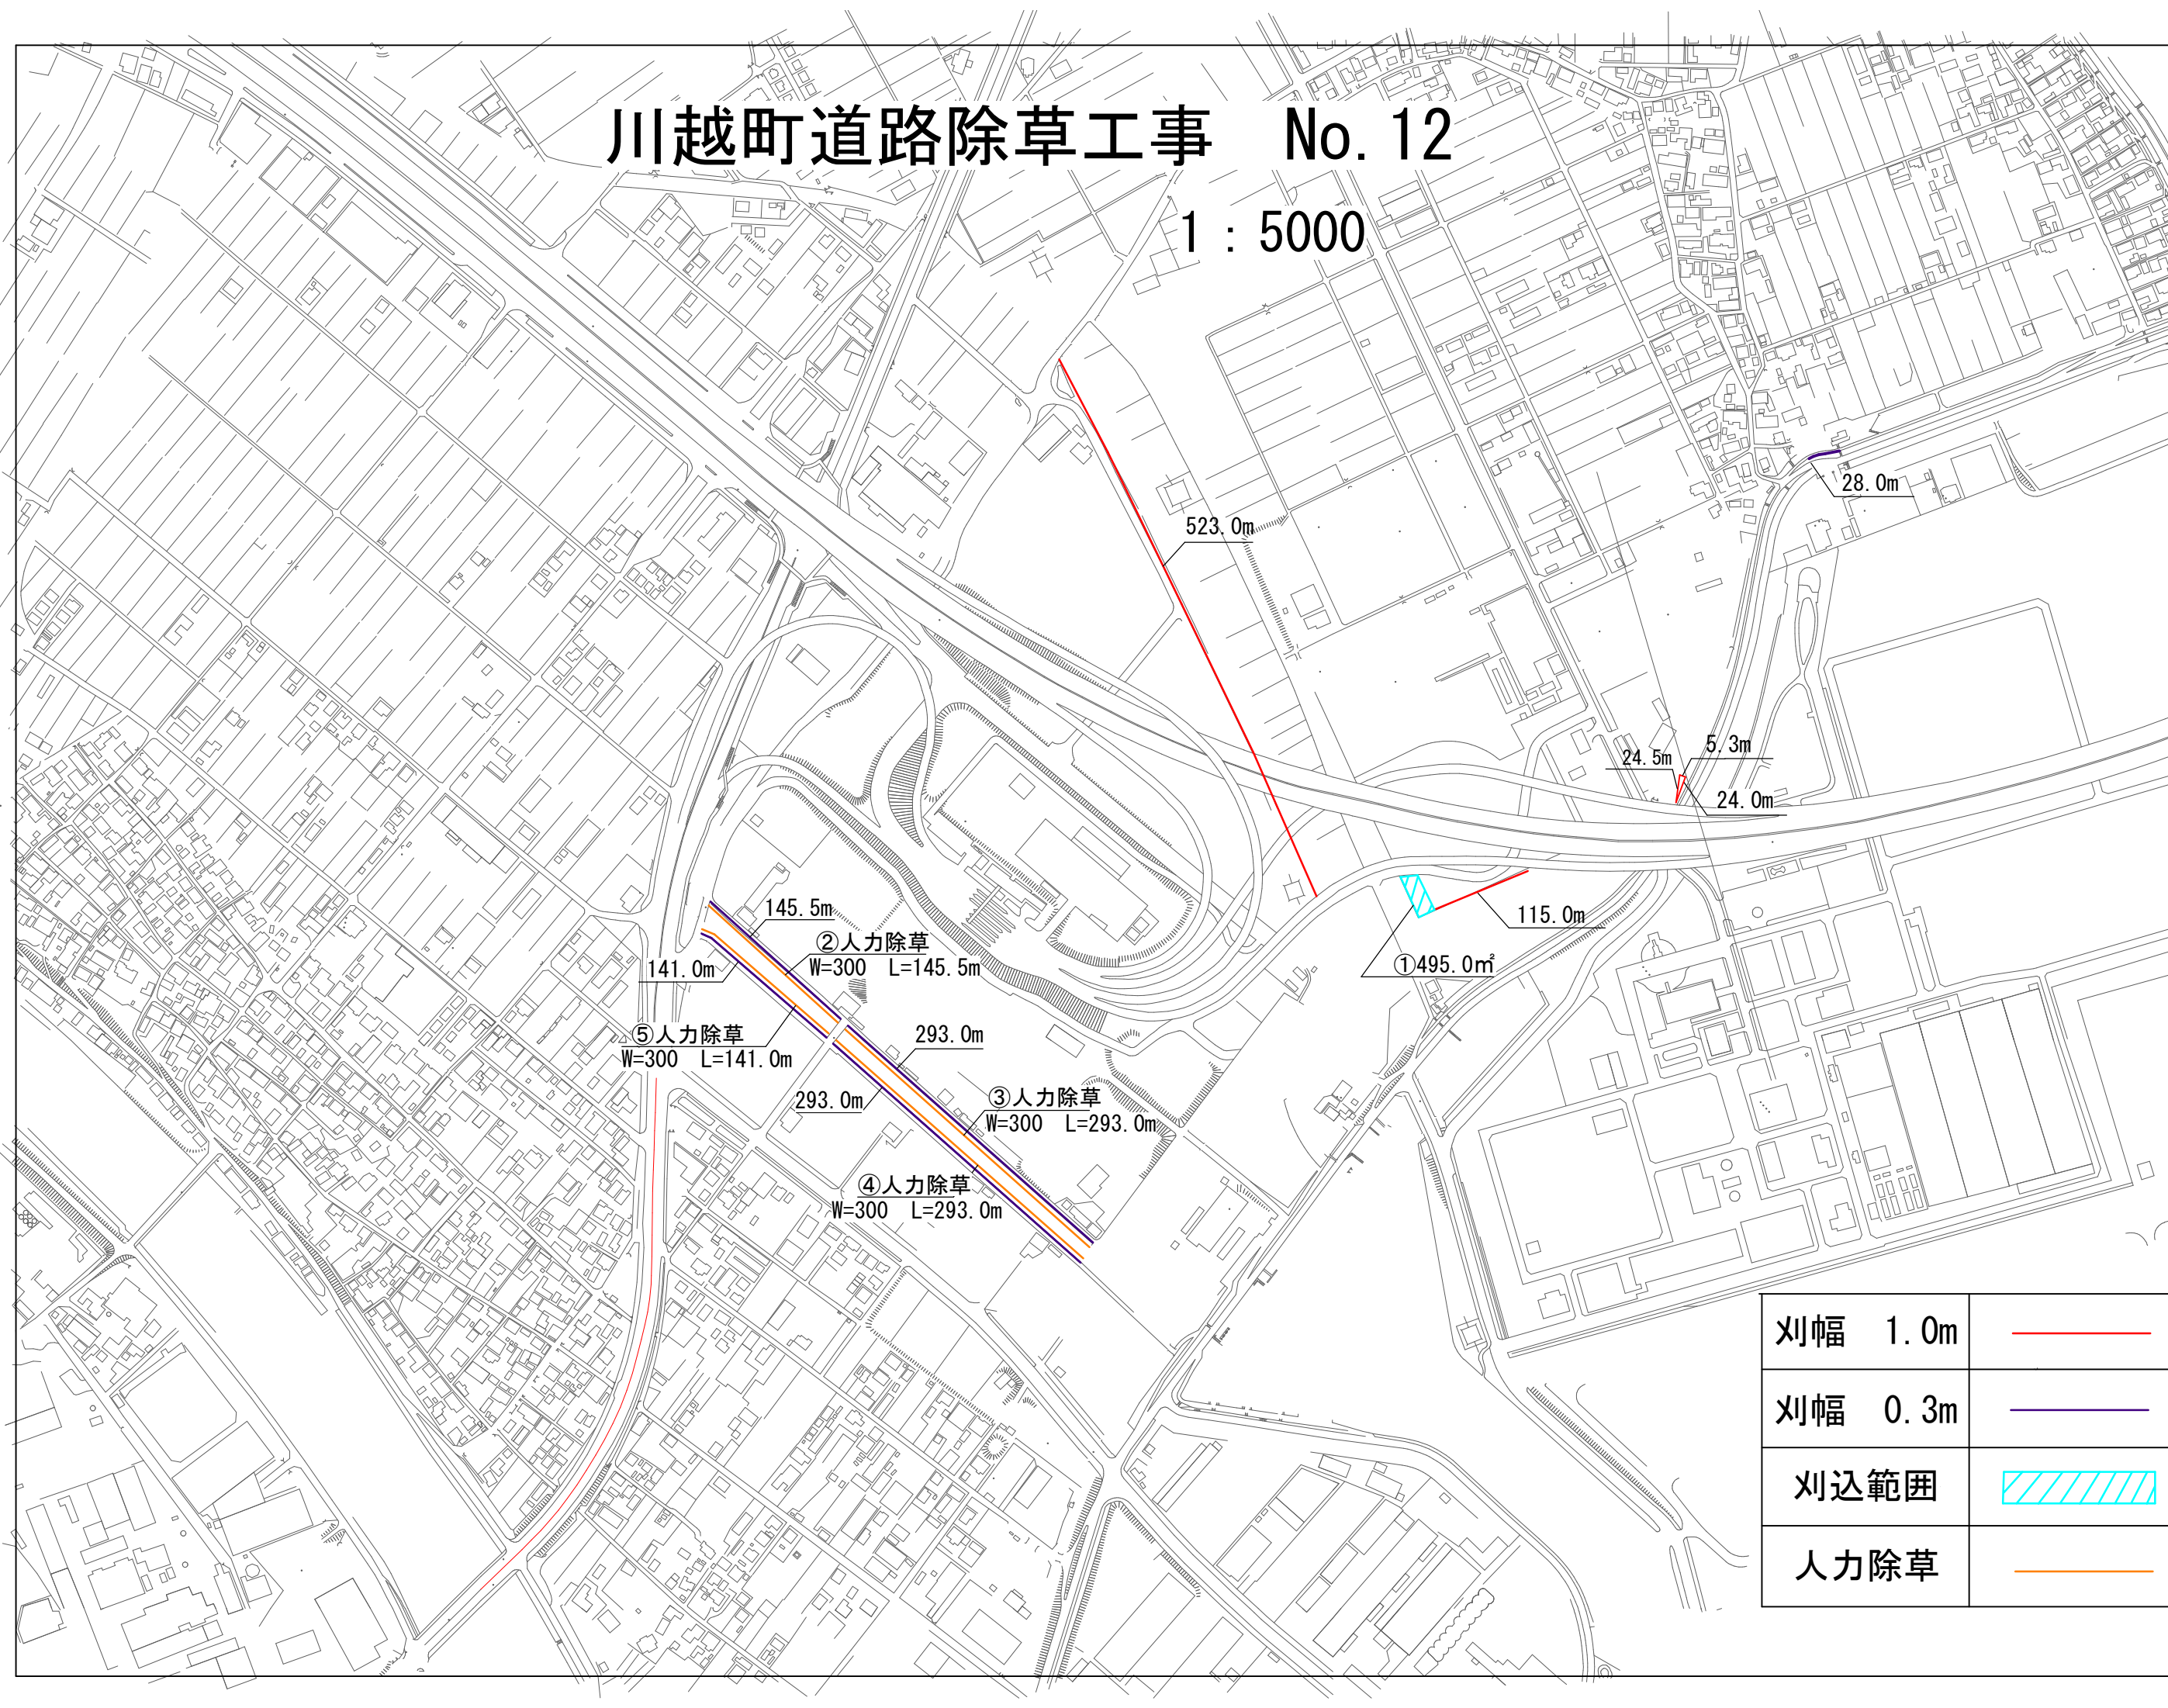 川越町道路除草工事　No.12
1：5000
28.0m
523.0m
5.3m
24.5m
24.0m
145.5m
115.0m
②人力除草
W=300　L=145.5m
141.0m
①495.0㎡
⑤人力除草
W=300　L=141.0m
293.0m
293.0m
③人力除草
W=300　L=293.0m
④人力除草
W=300　L=293.0m
刈幅　1.0m
刈幅　0.3m
刈込範囲
人力除草